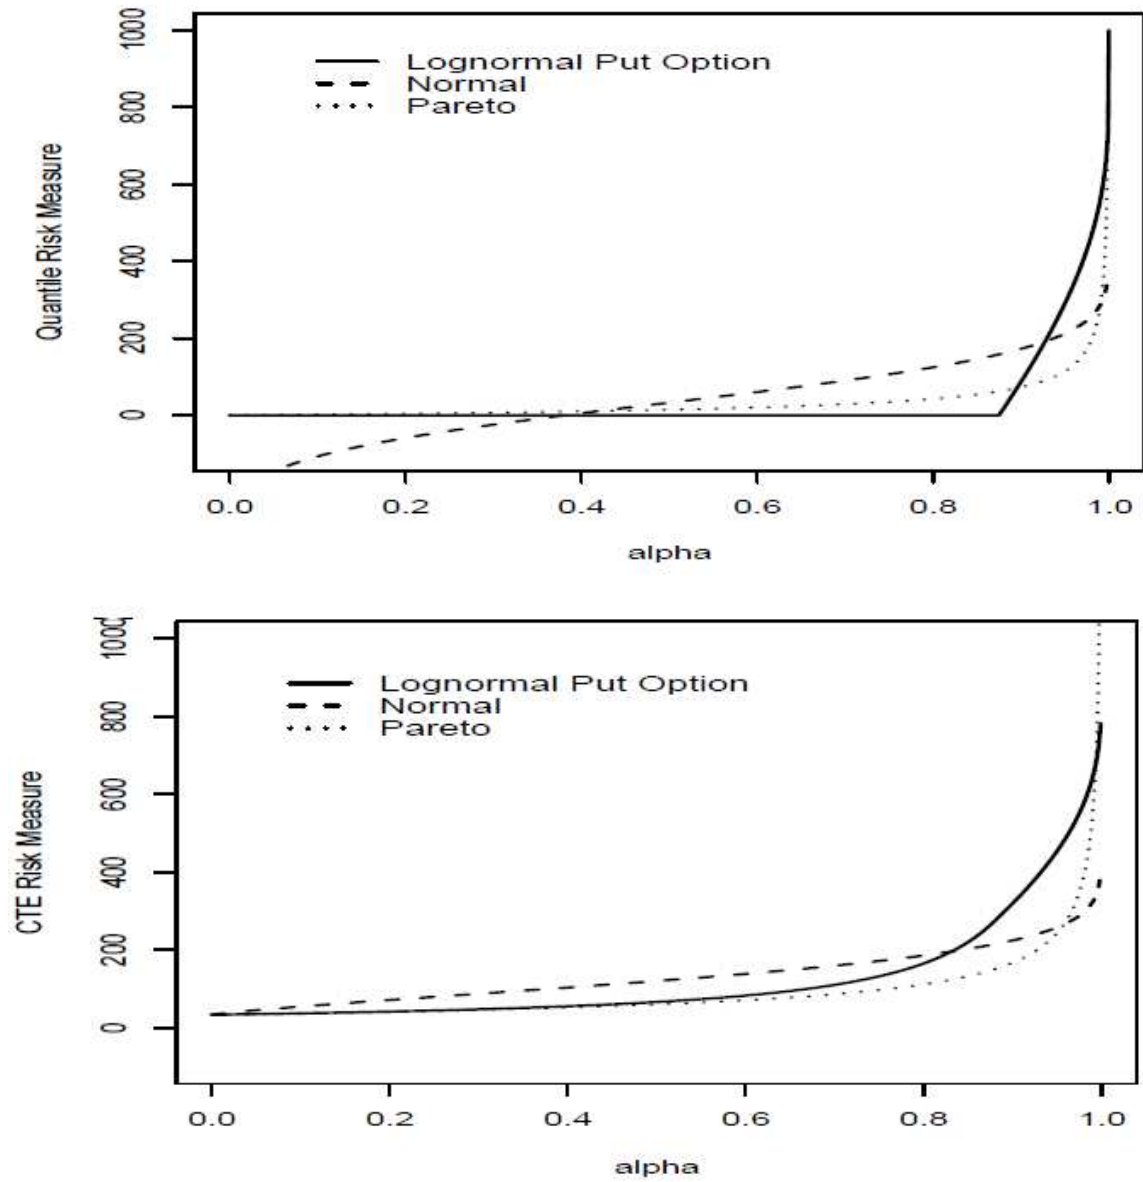 1000
800
600
400
200
0
Quantile Risk Measure
Lognormal Put Option
Normal
Pareto
0.0 0.2 0.4 0.6 0.8 1.0
alpha
1000
800
600
400
200
0
CTE Risk Measure
Lognormal Put Option
Normal
Pareto
0.0 0.2 0.4 0.6 0.8 1.0
alpha